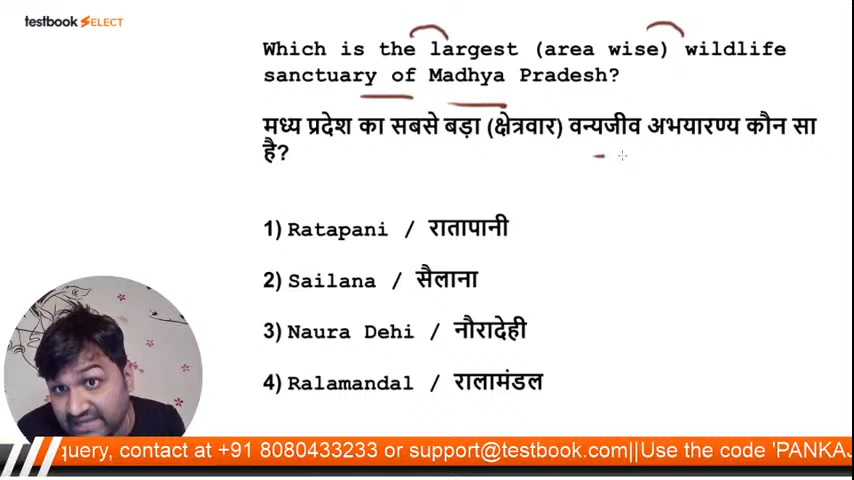 testbook SELECT
Which is the largest (area wise) wildlife
sanctuary of Madhya Pradesh?
मध्य प्रदेश का सबसे बड़ा (क्षेत्रवार) वन्यजीव अभयारण्य कौन सा
है?
1) Ratapani / रातापानी
2) Sailana / सैलाना
3) Naura Dehi / नौरादेही
4) Ralamandal / रालामंडल
query, contact at +91 8080433233 or support@testbook.com||Use the code 'PANKAJ